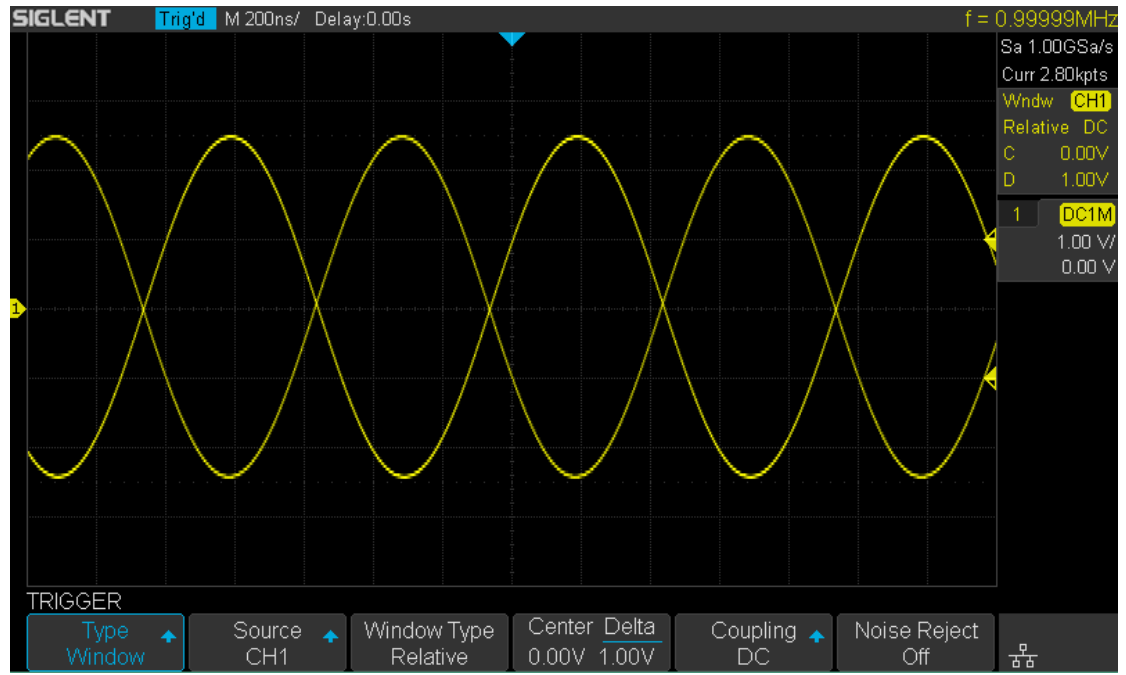 SIGLENT Trig'd M 200ns/ Delay:0.00s f = 0.99999MHz
Sa 1.00GSa/s
Curr 2.80kpts
Wndw CH1
Relative DC
C 0.00V
D 1.00V
1 DC1M
1.00 V/
0.00 V
1
TRIGGER
Type Source Window Type Center Delta Coupling Noise Reject
Window CH1 Relative 0.00V 1.00V DC Off